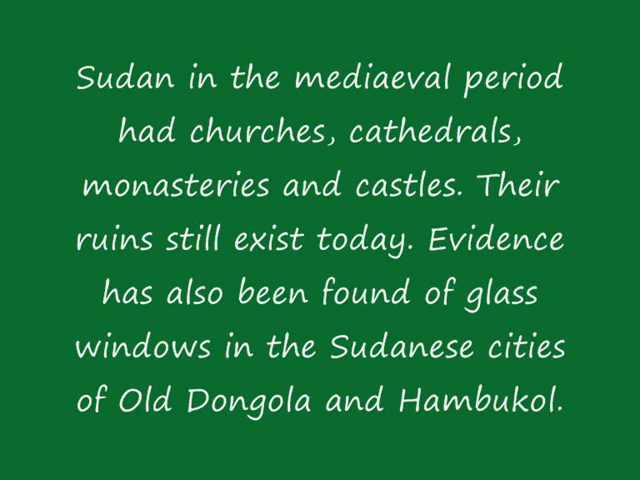 Sudan in the mediaeval period
had churches, cathedrals,
monasteries and castles. Their
ruins still exist today. Evidence
has also been found of glass
windows in the Sudanese cities
of Old Dongola and Hambukol.